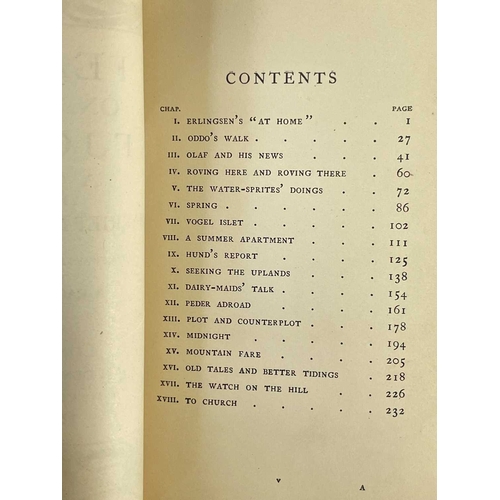 CONTENTS
CHAP. PAGE
I. ERLINGSEN'S "AT HOME" . . 1
II. ODDO'S WALK . . . . . 27
III. OLAF AND HIS NEWS . . . . 41
IV. ROVING HERE AND ROVING THERE . 60
V. THE WATER-SPRITES' DOINGS . . 72
VI. SPRING . . . . . . 86
VII. VOGEL ISLET . . . . . 102
VIII. A SUMMER APARTMENT . . . 111
IX. HUND'S REPORT . . . . 125
X. SEEKING THE UPLANDS . . . 138
XI. DAIRY-MAIDS' TALK . . . . 154
XII. PEDER ABROAD . . . . 161
XIII. PLOT AND COUNTERPLOT . . . 178
XIV. MIDNIGHT . . . . . 194
XV. MOUNTAIN FARE . . . . 205
XVI. OLD TALES AND BETTER TIDINGS . 218
XVII. THE WATCH ON THE HILL . . 226
XVIII. TO CHURCH . . . . . 232
v A